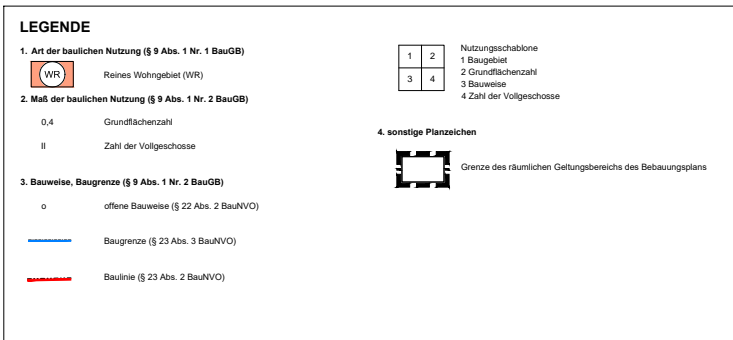 LEGENDE
1. Art der baulichen Nutzung (§ 9 Abs. 1 Nr. 1 BauGB)
WR Reines Wohngebiet (WR)
2. Maß der baulichen Nutzung (§ 9 Abs. 1 Nr. 2 BauGB)
0,4 Grundflächenzahl
II Zahl der Vollgeschosse
3. Bauweise, Baugrenze (§ 9 Abs. 1 Nr. 2 BauGB)
o offene Bauweise (§ 22 Abs. 2 BauNVO)
Baugrenze (§ 23 Abs. 3 BauNVO)
Baulinie (§ 23 Abs. 2 BauNVO)
1 2
3 4
Nutzungsschablone
1 Baugebiet
2 Grundflächenzahl
3 Bauweise
4 Zahl der Vollgeschosse
4. sonstige Planzeichen
Grenze des räumlichen Geltungsbereichs des Bebauungsplans